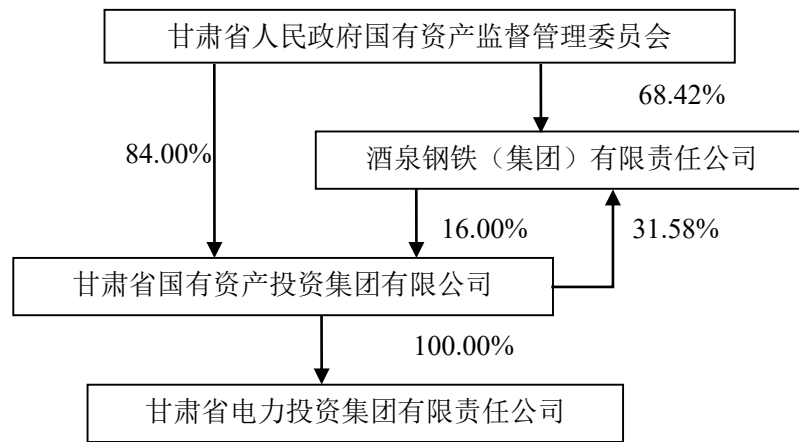 甘肃省人民政府国有资产监督管理委员会
68.42%
84.00%
酒泉钢铁（集团）有限责任公司
16.00%
31.58%
甘肃省国有资产投资集团有限公司
100.00%
甘肃省电力投资集团有限责任公司